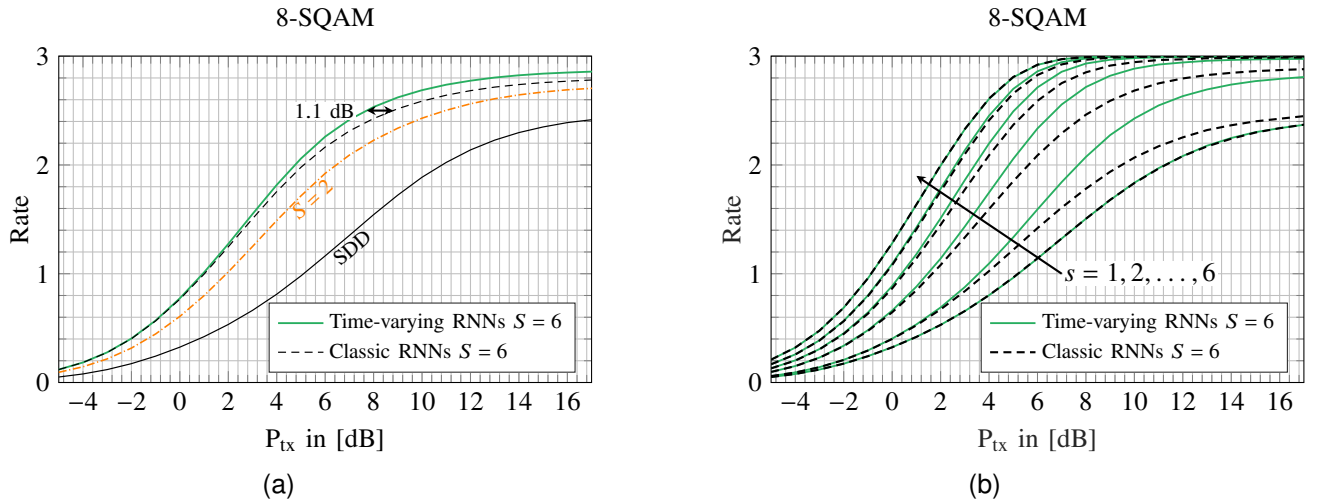 8-SQAM
3
2
1
0
Rate
1.1 dB
S = 2
SDD
Time-varying RNNs S = 6
Classic RNNs S = 6
−4 −2 0 2 4 6 8 10 12 14 16
P_tx in [dB]
(a)
8-SQAM
3
2
1
0
Rate
s = 1, 2, . . . , 6
Time-varying RNNs S = 6
Classic RNNs S = 6
−4 −2 0 2 4 6 8 10 12 14 16
P_tx in [dB]
(b)